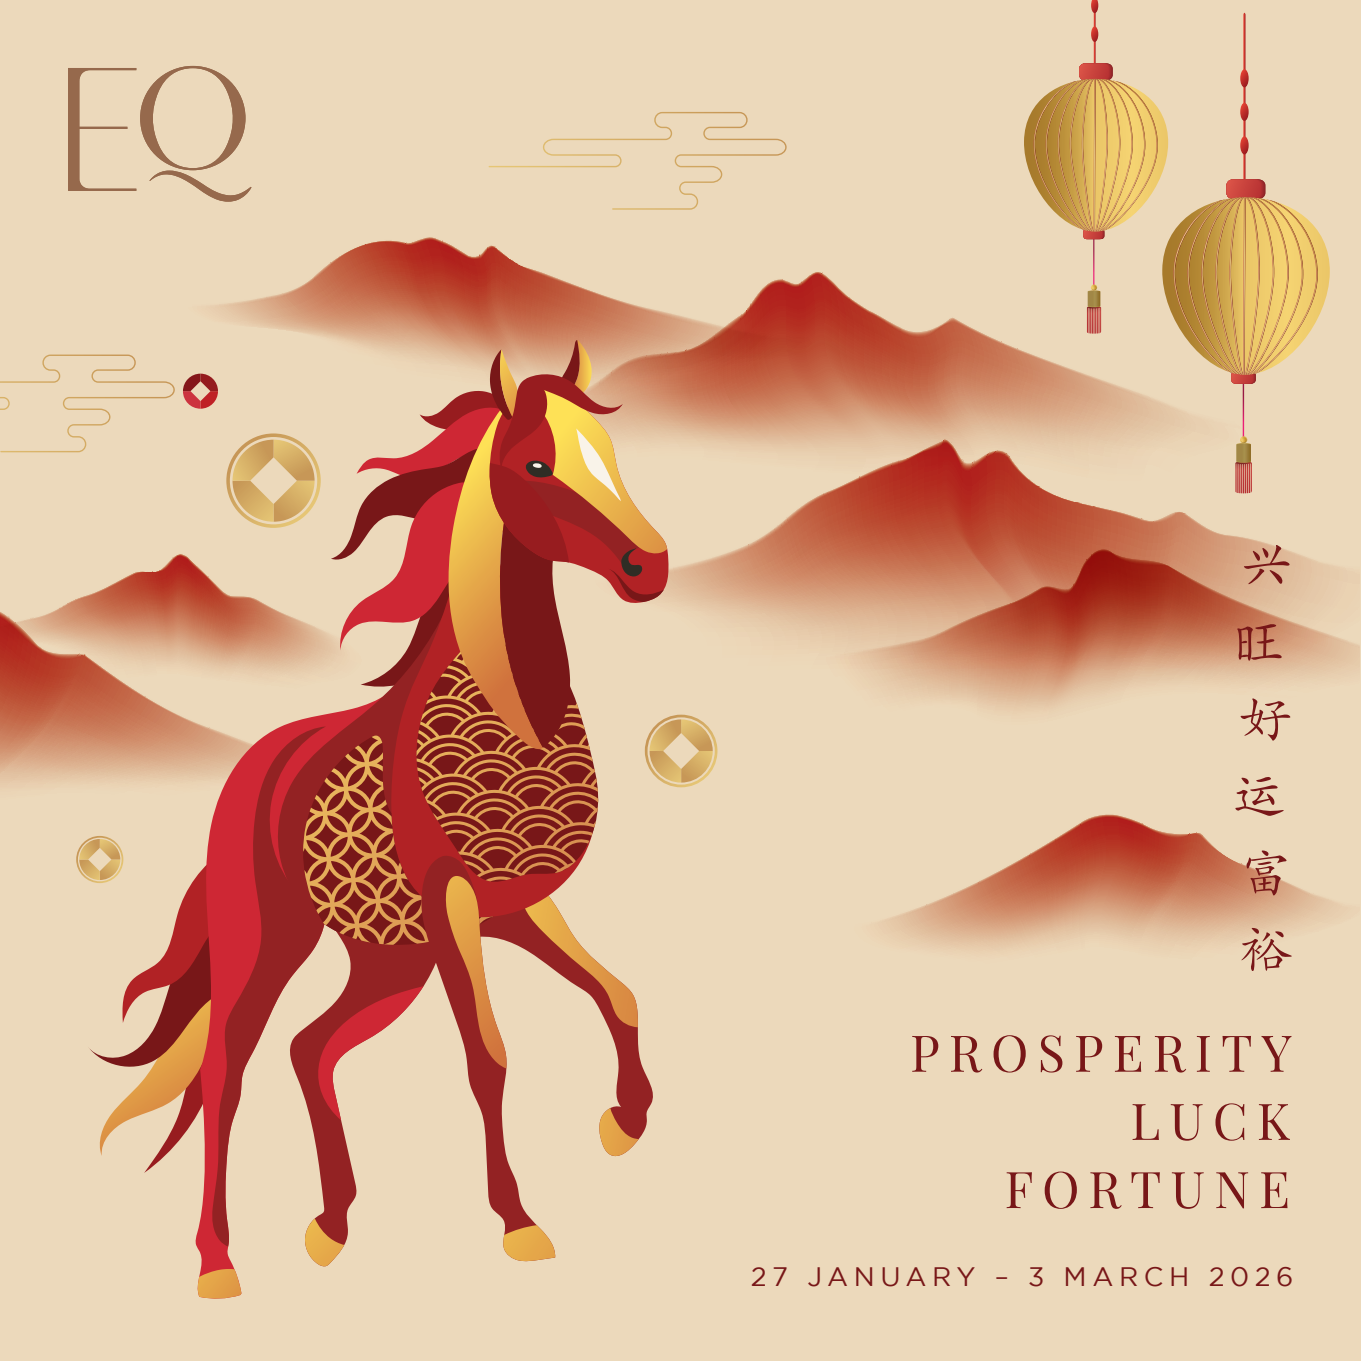 EQ
兴旺好运富裕
PROSPERITY
LUCK
FORTUNE
27 JANUARY – 3 MARCH 2026